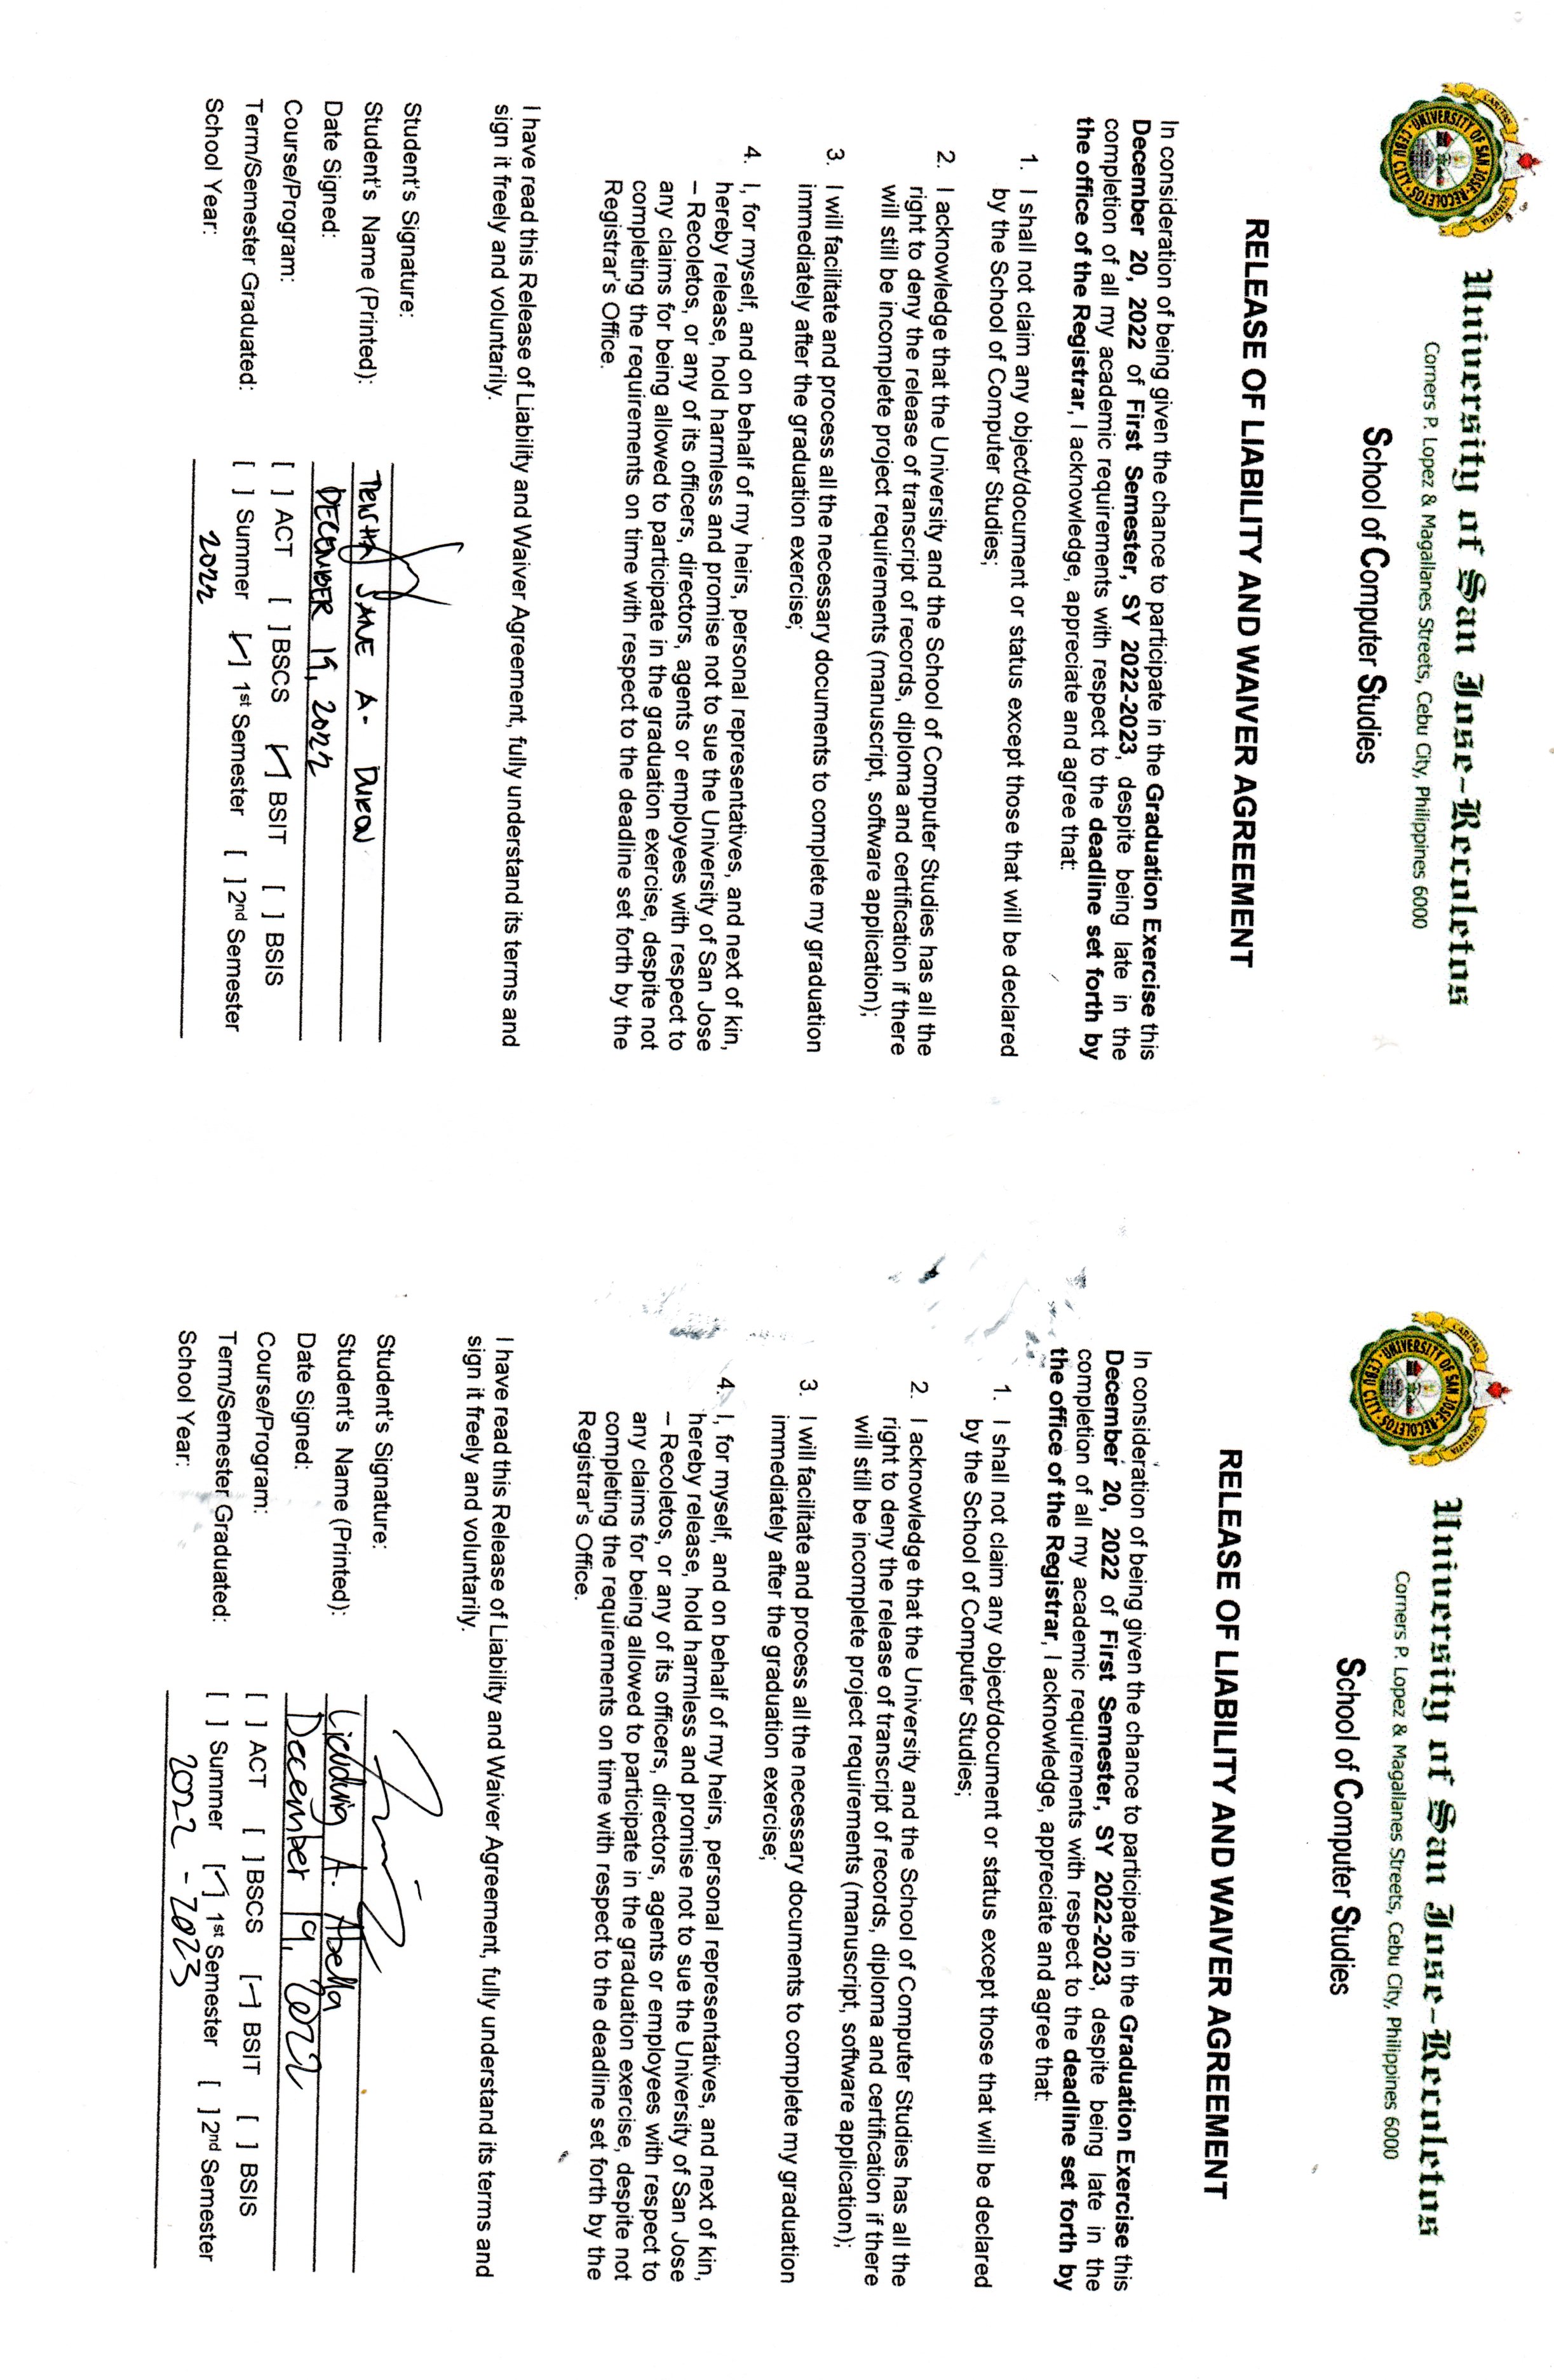 CARITAS SCIENTIA
UNIVERSITY OF SAN JOSE-RECOLETOS
CEBU CITY
University of San Jose-Recoletos
Corners P. Lopez & Magallanes Streets, Cebu City, Philippines 6000
School of Computer Studies
RELEASE OF LIABILITY AND WAIVER AGREEMENT
In consideration of being given the chance to participate in the Graduation Exercise this
December 20, 2022 of First Semester, SY 2022-2023, despite being late in the
completion of all my academic requirements with respect to the deadline set forth by
the office of the Registrar, I acknowledge, appreciate and agree that:
1. I shall not claim any object/document or status except those that will be declared
by the School of Computer Studies;
2. I acknowledge that the University and the School of Computer Studies has all the
right to deny the release of transcript of records, diploma and certification if there
will still be incomplete project requirements (manuscript, software application);
3. I will facilitate and process all the necessary documents to complete my graduation
immediately after the graduation exercise;
4. I, for myself, and on behalf of my heirs, personal representatives, and next of kin,
hereby release, hold harmless and promise not to sue the University of San Jose
– Recoletos, or any of its officers, directors, agents or employees with respect to
any claims for being allowed to participate in the graduation exercise, despite not
completing the requirements on time with respect to the deadline set forth by the
Registrar's Office.
I have read this Release of Liability and Waiver Agreement, fully understand its terms and
sign it freely and voluntarily.
Student's Signature:
Student's Name (Printed): JANE A. DURON
Date Signed: DECEMBER 19, 2022
Course/Program: [ ] ACT [ ] BSCS [✓] BSIT [ ] BSIS
Term/Semester Graduated: [ ] Summer [✓] 1st Semester [ ] 2nd Semester
School Year: 2022
CARITAS SCIENTIA
UNIVERSITY OF SAN JOSE-RECOLETOS
CEBU CITY
University of San Jose-Recoletos
Corners P. Lopez & Magallanes Streets, Cebu City, Philippines 6000
School of Computer Studies
RELEASE OF LIABILITY AND WAIVER AGREEMENT
In consideration of being given the chance to participate in the Graduation Exercise this
December 20, 2022 of First Semester, SY 2022-2023, despite being late in the
completion of all my academic requirements with respect to the deadline set forth by
the office of the Registrar, I acknowledge, appreciate and agree that:
1. I shall not claim any object/document or status except those that will be declared
by the School of Computer Studies;
2. I acknowledge that the University and the School of Computer Studies has all the
right to deny the release of transcript of records, diploma and certification if there
will still be incomplete project requirements (manuscript, software application);
3. I will facilitate and process all the necessary documents to complete my graduation
immediately after the graduation exercise;
4. I, for myself, and on behalf of my heirs, personal representatives, and next of kin,
hereby release, hold harmless and promise not to sue the University of San Jose
– Recoletos, or any of its officers, directors, agents or employees with respect to
any claims for being allowed to participate in the graduation exercise, despite not
completing the requirements on time with respect to the deadline set forth by the
Registrar's Office.
I have read this Release of Liability and Waiver Agreement, fully understand its terms and
sign it freely and voluntarily.
Student's Signature:
Student's Name (Printed): A. Abella
Date Signed: December 19, 2022
Course/Program: [ ] ACT [ ] BSCS [✓] BSIT [ ] BSIS
Term/Semester Graduated: [ ] Summer [✓] 1st Semester [ ] 2nd Semester
School Year: 2022 - 2023